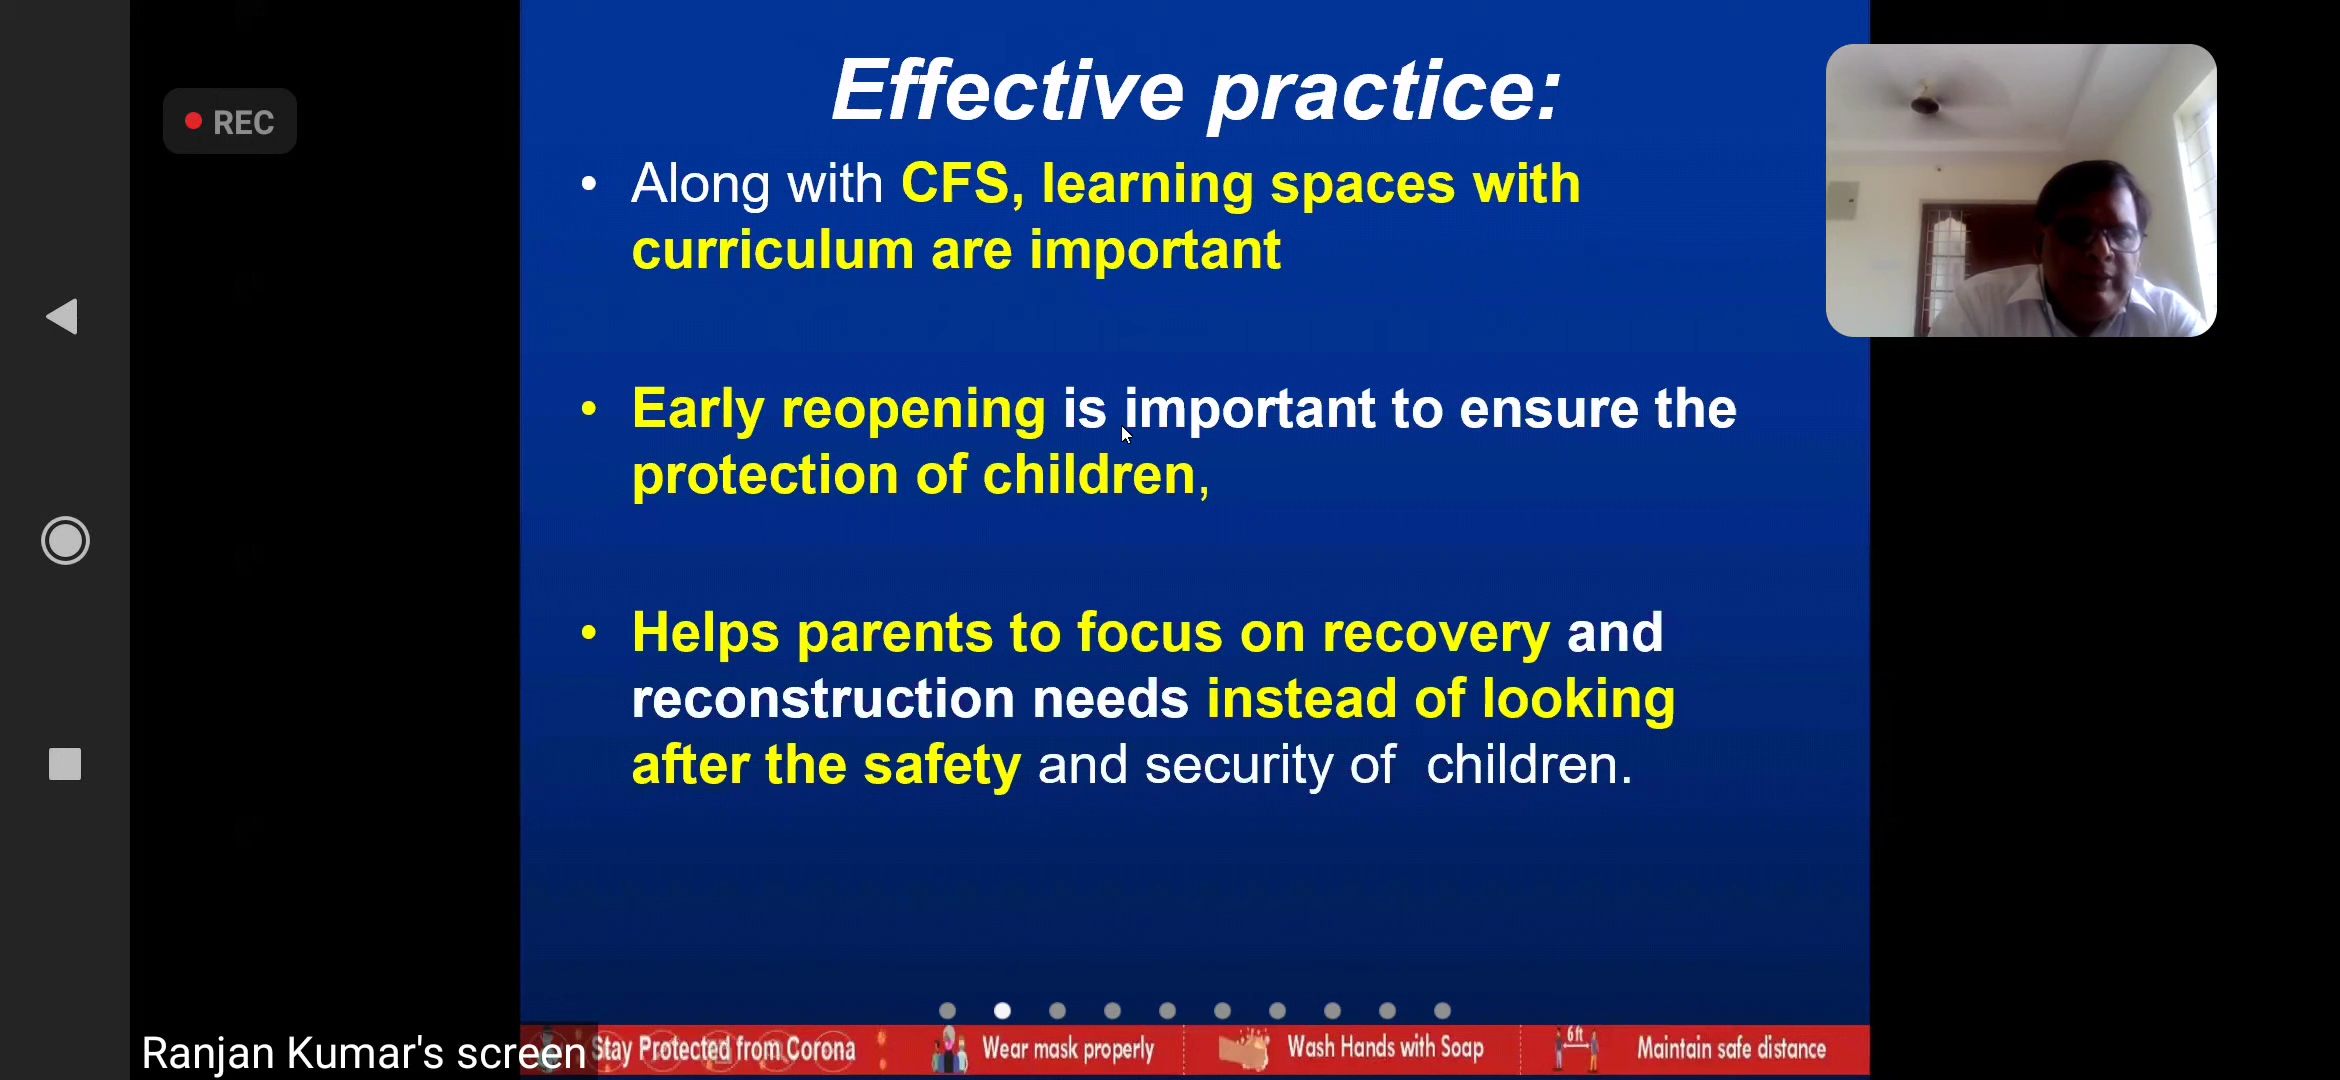 Effective practice:
REC
• Along with CFS, learning spaces with
curriculum are important
• Early reopening is important to ensure the
protection of children,
• Helps parents to focus on recovery and
reconstruction needs instead of looking
after the safety and security of children.
Ranjan Kumar's screen
Stay Protected from Corona
Wear mask properly
Wash Hands with Soap
6 ft
Maintain safe distance